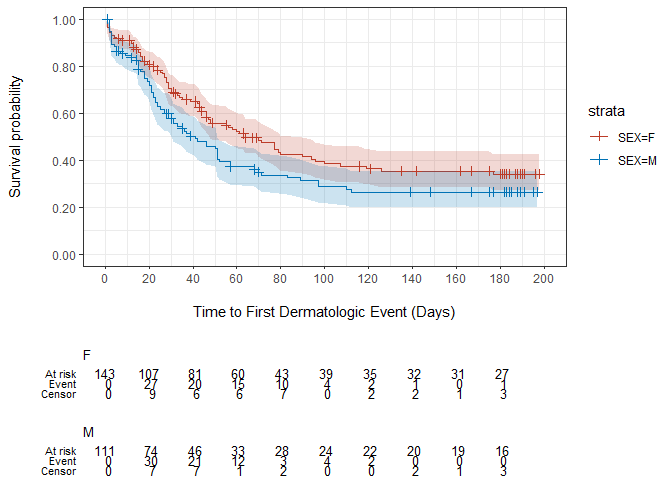 Survival probability
1.00
0.80
0.60
0.40
0.20
0.00
0 20 40 60 80 100 120 140 160 180 200
Time to First Dermatologic Event (Days)
strata
SEX=F
SEX=M
F
At risk 143 107 81 60 43 39 35 32 31 27
Event 0 27 20 15 10 4 2 1 0 1
Censor 0 9 6 6 7 0 2 2 1 3
M
At risk 111 74 46 33 28 24 22 20 19 16
Event 0 30 21 12 3 4 2 0 0 0
Censor 0 7 7 1 2 0 0 2 1 3